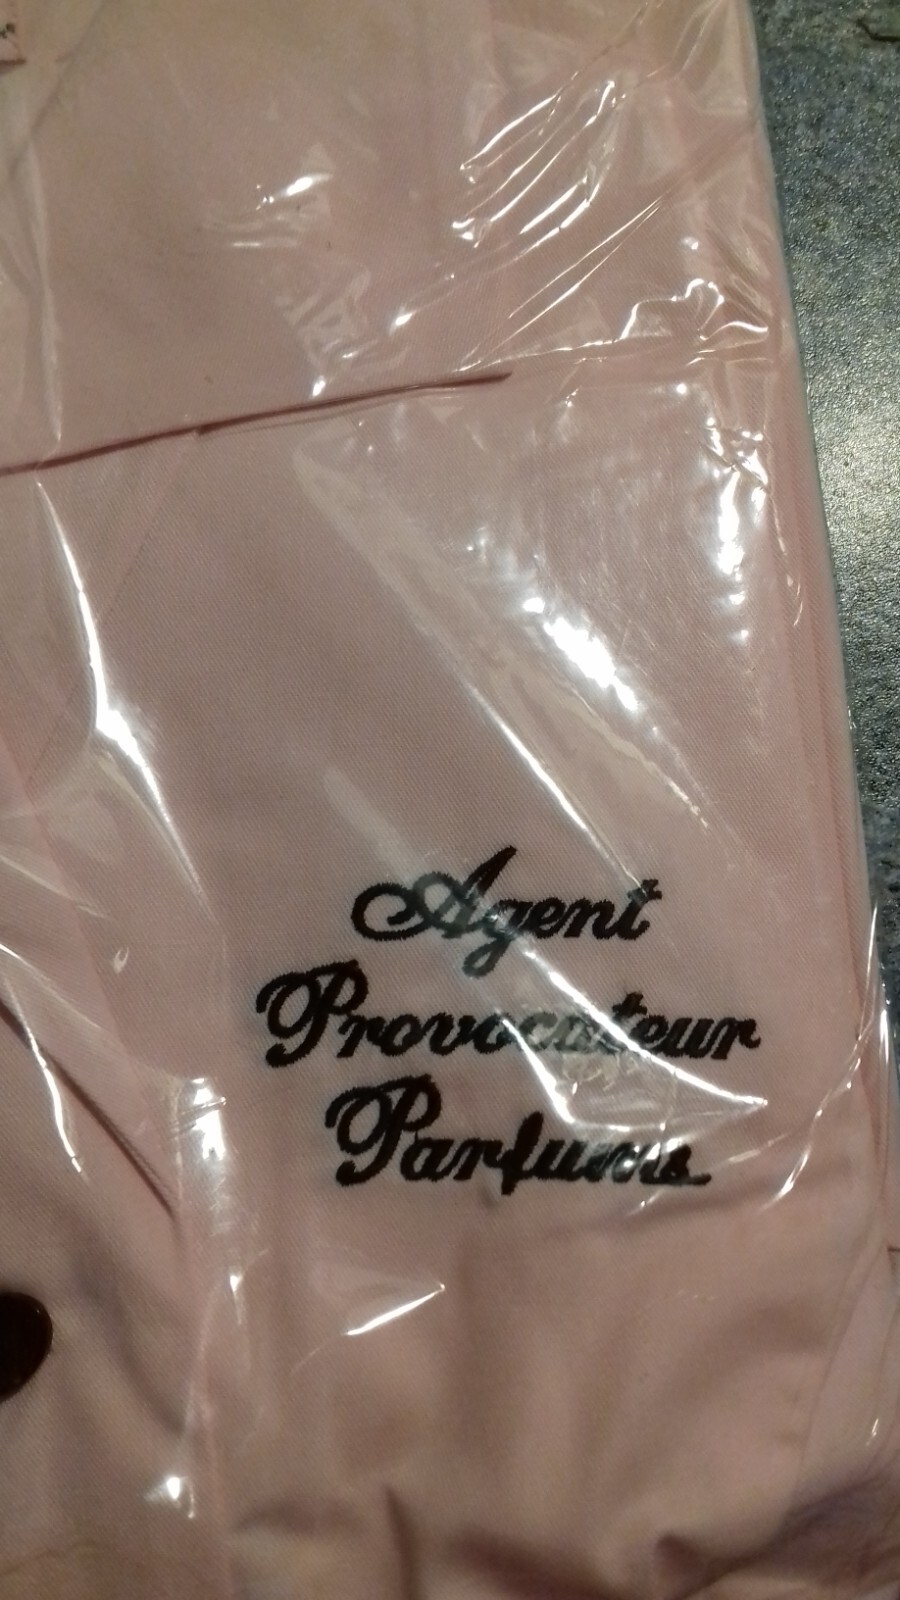 Agent
Provocateur
Parfums